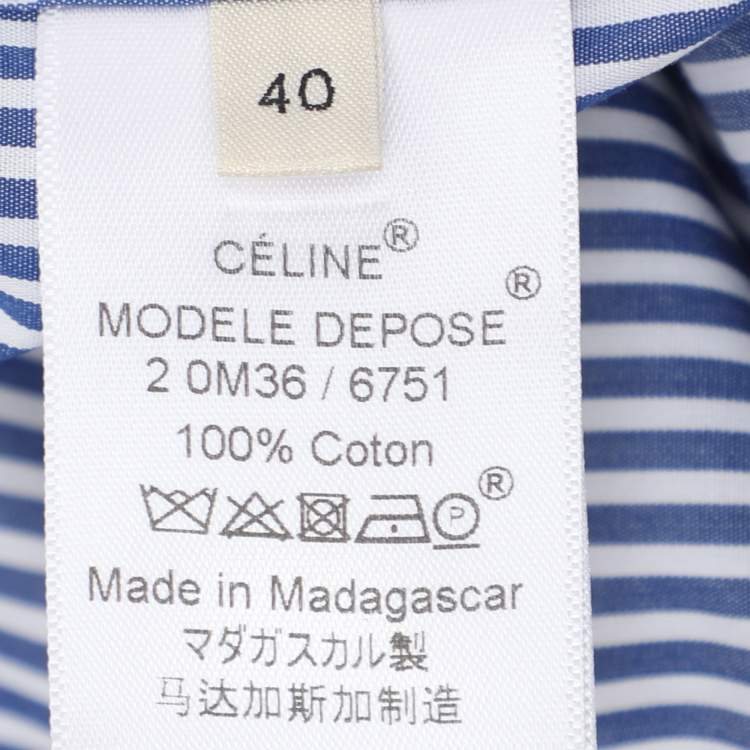 40
CÉLINE®
MODELE DEPOSE®
2 0M36 / 6751
100% Coton
P ®
Made in Madagascar
マダガスカル製
马达加斯加制造